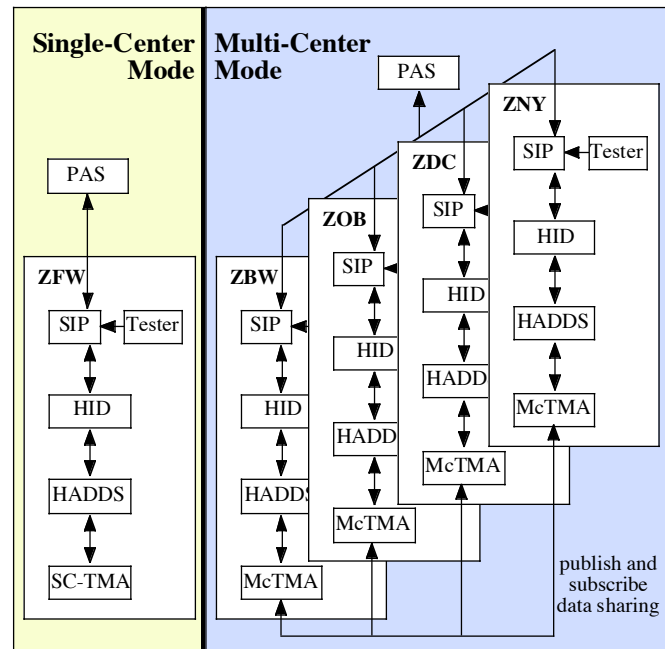 Single-Center
Mode
PAS
ZFW
SIP
Tester
HID
HADDS
SC-TMA
Multi-Center
Mode
PAS
ZBW
SIP
HID
HADDS
McTMA
ZOB
SIP
HID
HADD
McTMA
ZDC
SIP
HID
HADD
McTMA
ZNY
SIP
Tester
HID
HADDS
McTMA
publish and
subscribe
data sharing